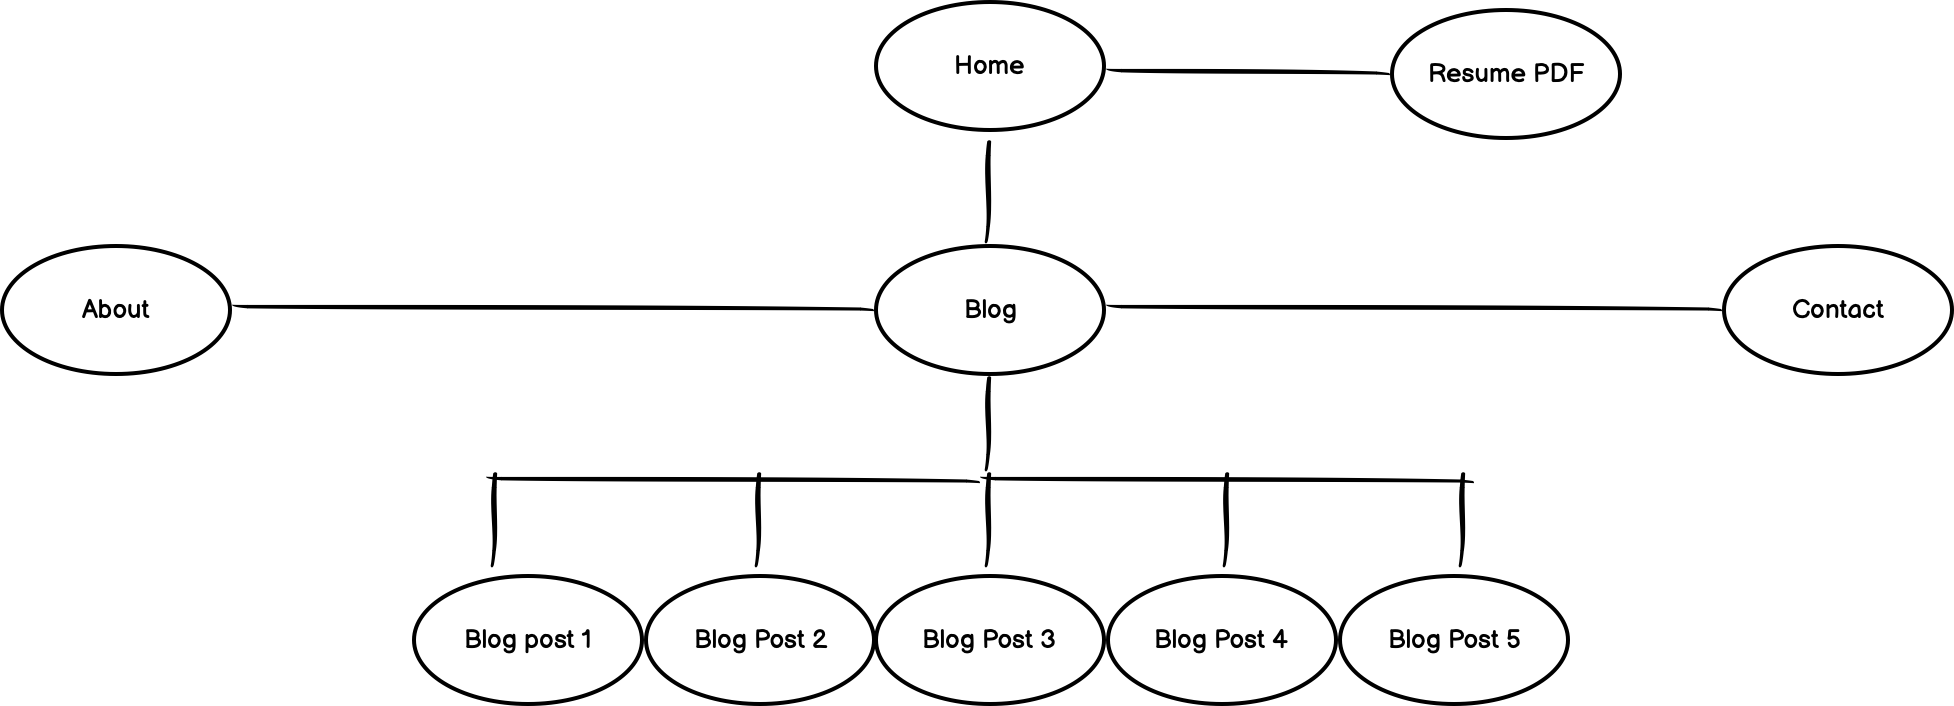 Home
Resume PDF
About
Blog
Contact
Blog post 1
Blog Post 2
Blog Post 3
Blog Post 4
Blog Post 5